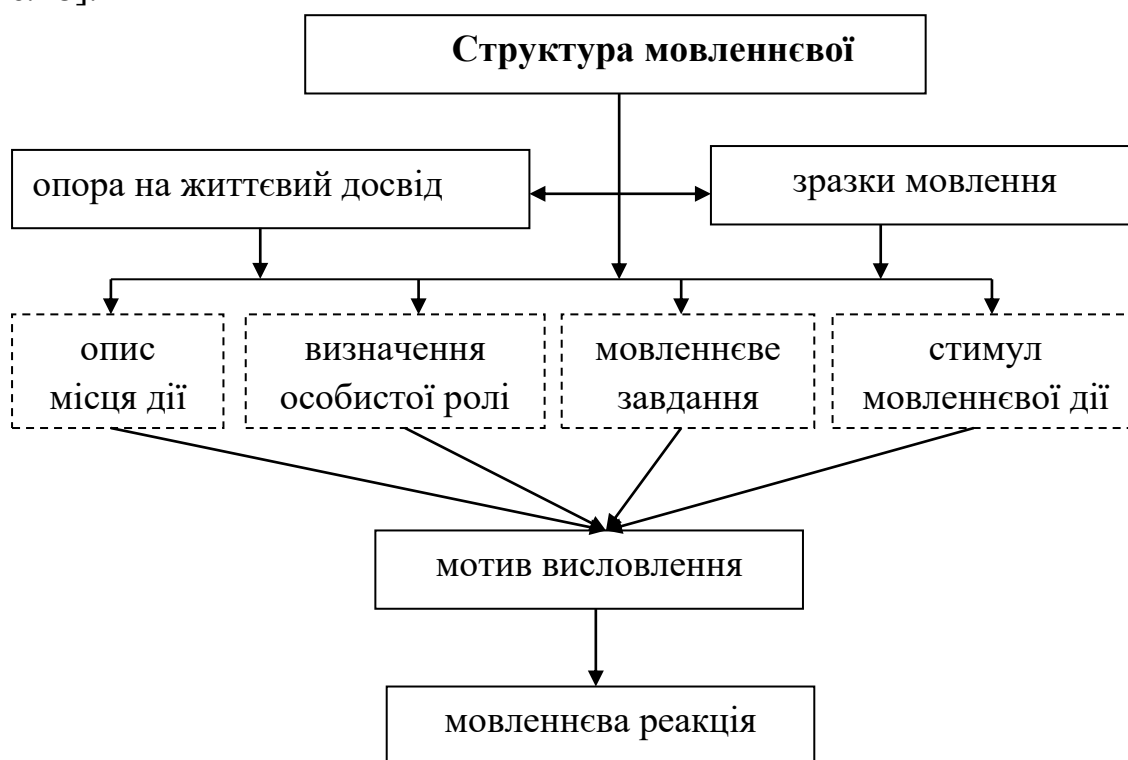 Структура мовленнєвої
опора на життєвий досвід
зразки мовлення
опис
місця дії
визначення
особистої ролі
мовленнєве
завдання
стимул
мовленнєвої дії
мотив висловлення
мовленнєва реакція